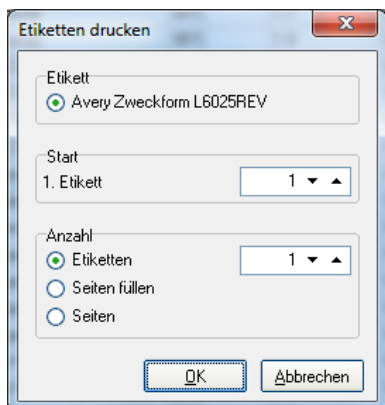 Etiketten drucken
Etikett
Avery Zweckform L6025REV
Start
1. Etikett 1
Anzahl
Etiketten 1
Seiten füllen
Seiten
OK Abbrechen